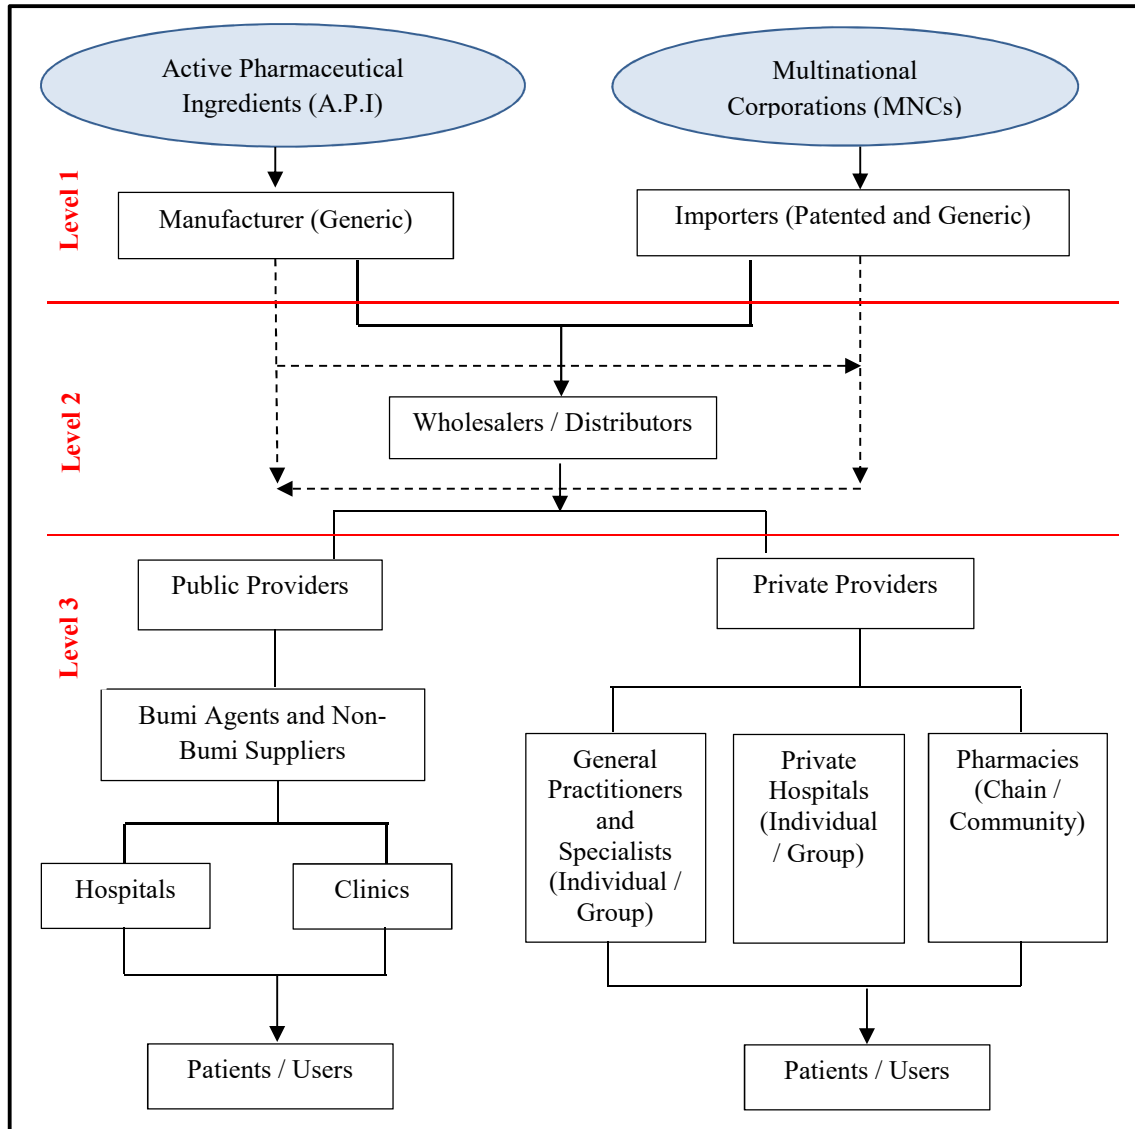 Active Pharmaceutical
Ingredients (A.P.I)
Multinational
Corporations (MNCs)
Level 1
Manufacturer (Generic)
Importers (Patented and Generic)
Level 2
Wholesalers / Distributors
Level 3
Public Providers
Private Providers
Bumi Agents and Non-
Bumi Suppliers
General
Practitioners
and
Specialists
(Individual /
Group)
Private
Hospitals
(Individual
/ Group)
Pharmacies
(Chain /
Community)
Hospitals
Clinics
Patients / Users
Patients / Users